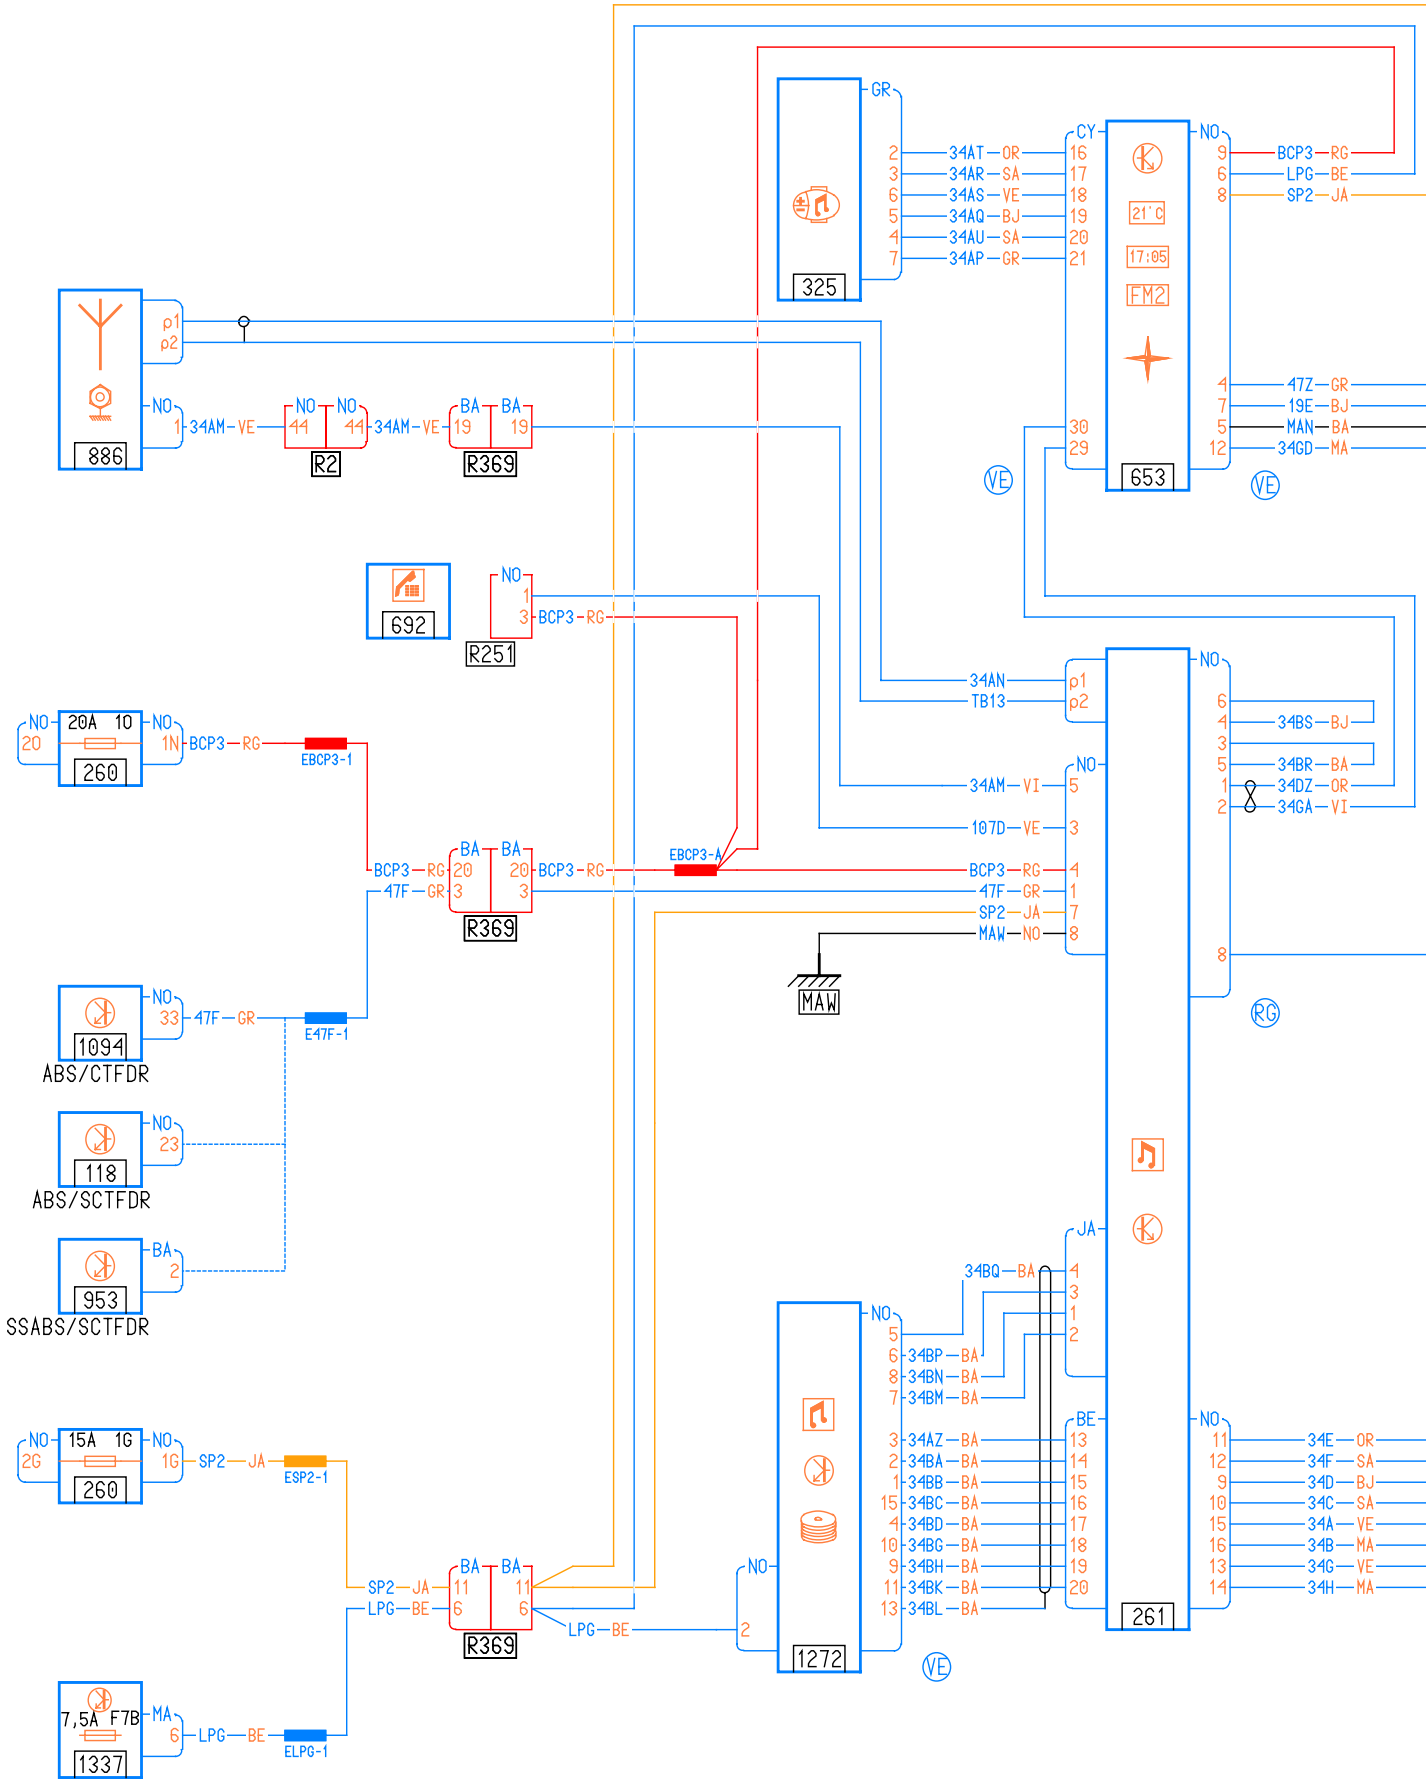 GR
2 34AT OR 16
3 34AR SA 17
6 34AS VE 18
5 34AQ BJ 19
4 34AU SA 20
7 34AP GR 21
325
CY NO
9 BCP3 RG
6 LPG BE
8 SP2 JA
21°C
17:05
FM2
4 47Z GR
7 19E BJ
30 5 MAN BA
29 12 34GD MA
653
VE VE
p1
p2
NO NO NO BA BA
1 34AM VE 44 44 34AM VE 19 19
886 R2 R369
692
NO
1
3 BCP3 RG
R251
34AN p1
TB13 p2
NO
6
4 34BS BJ
3
5 34BR BA
1 34DZ OR
2 34GA VI
8
RG
NO 20A 10 NO
20 1N BCP3 RG
260
EBCP3-1
NO
34AM VI 5
107D VE 3
BCP3 RG 4
47F GR 1
SP2 JA 7
MAW NO 8
BA BA
BCP3 RG 20 20 BCP3 RG
47F GR 3 3
R369
EBCP3-A
MAW
NO
33 47F GR
E47F-1
1094
ABS/CTFDR
NO
23
118
ABS/SCTFDR
BA
2
953
SSABS/SCTFDR
JA
34BQ BA 4
3
1
2
NO
5
6 34BP BA
8 34BN BA
7 34BM BA
BE NO
3 34AZ BA 13 11 34E OR
2 34BA BA 14 12 34F SA
1 34BB BA 15 9 34D BJ
15 34BC BA 16 10 34C SA
4 34BD BA 17 15 34A VE
10 34BG BA 18 16 34B MA
9 34BH BA 19 13 34G VE
11 34BK BA 20 14 34H MA
13 34BL BA
261
NO
2
1272
VE
NO 15A 1G NO
2G 1G SP2 JA
260
ESP2-1
BA BA
SP2 JA 11 11
LPG BE 6 6
LPG BE
R369
7,5A F7B MA
6 LPG BE
ELPG-1
1337